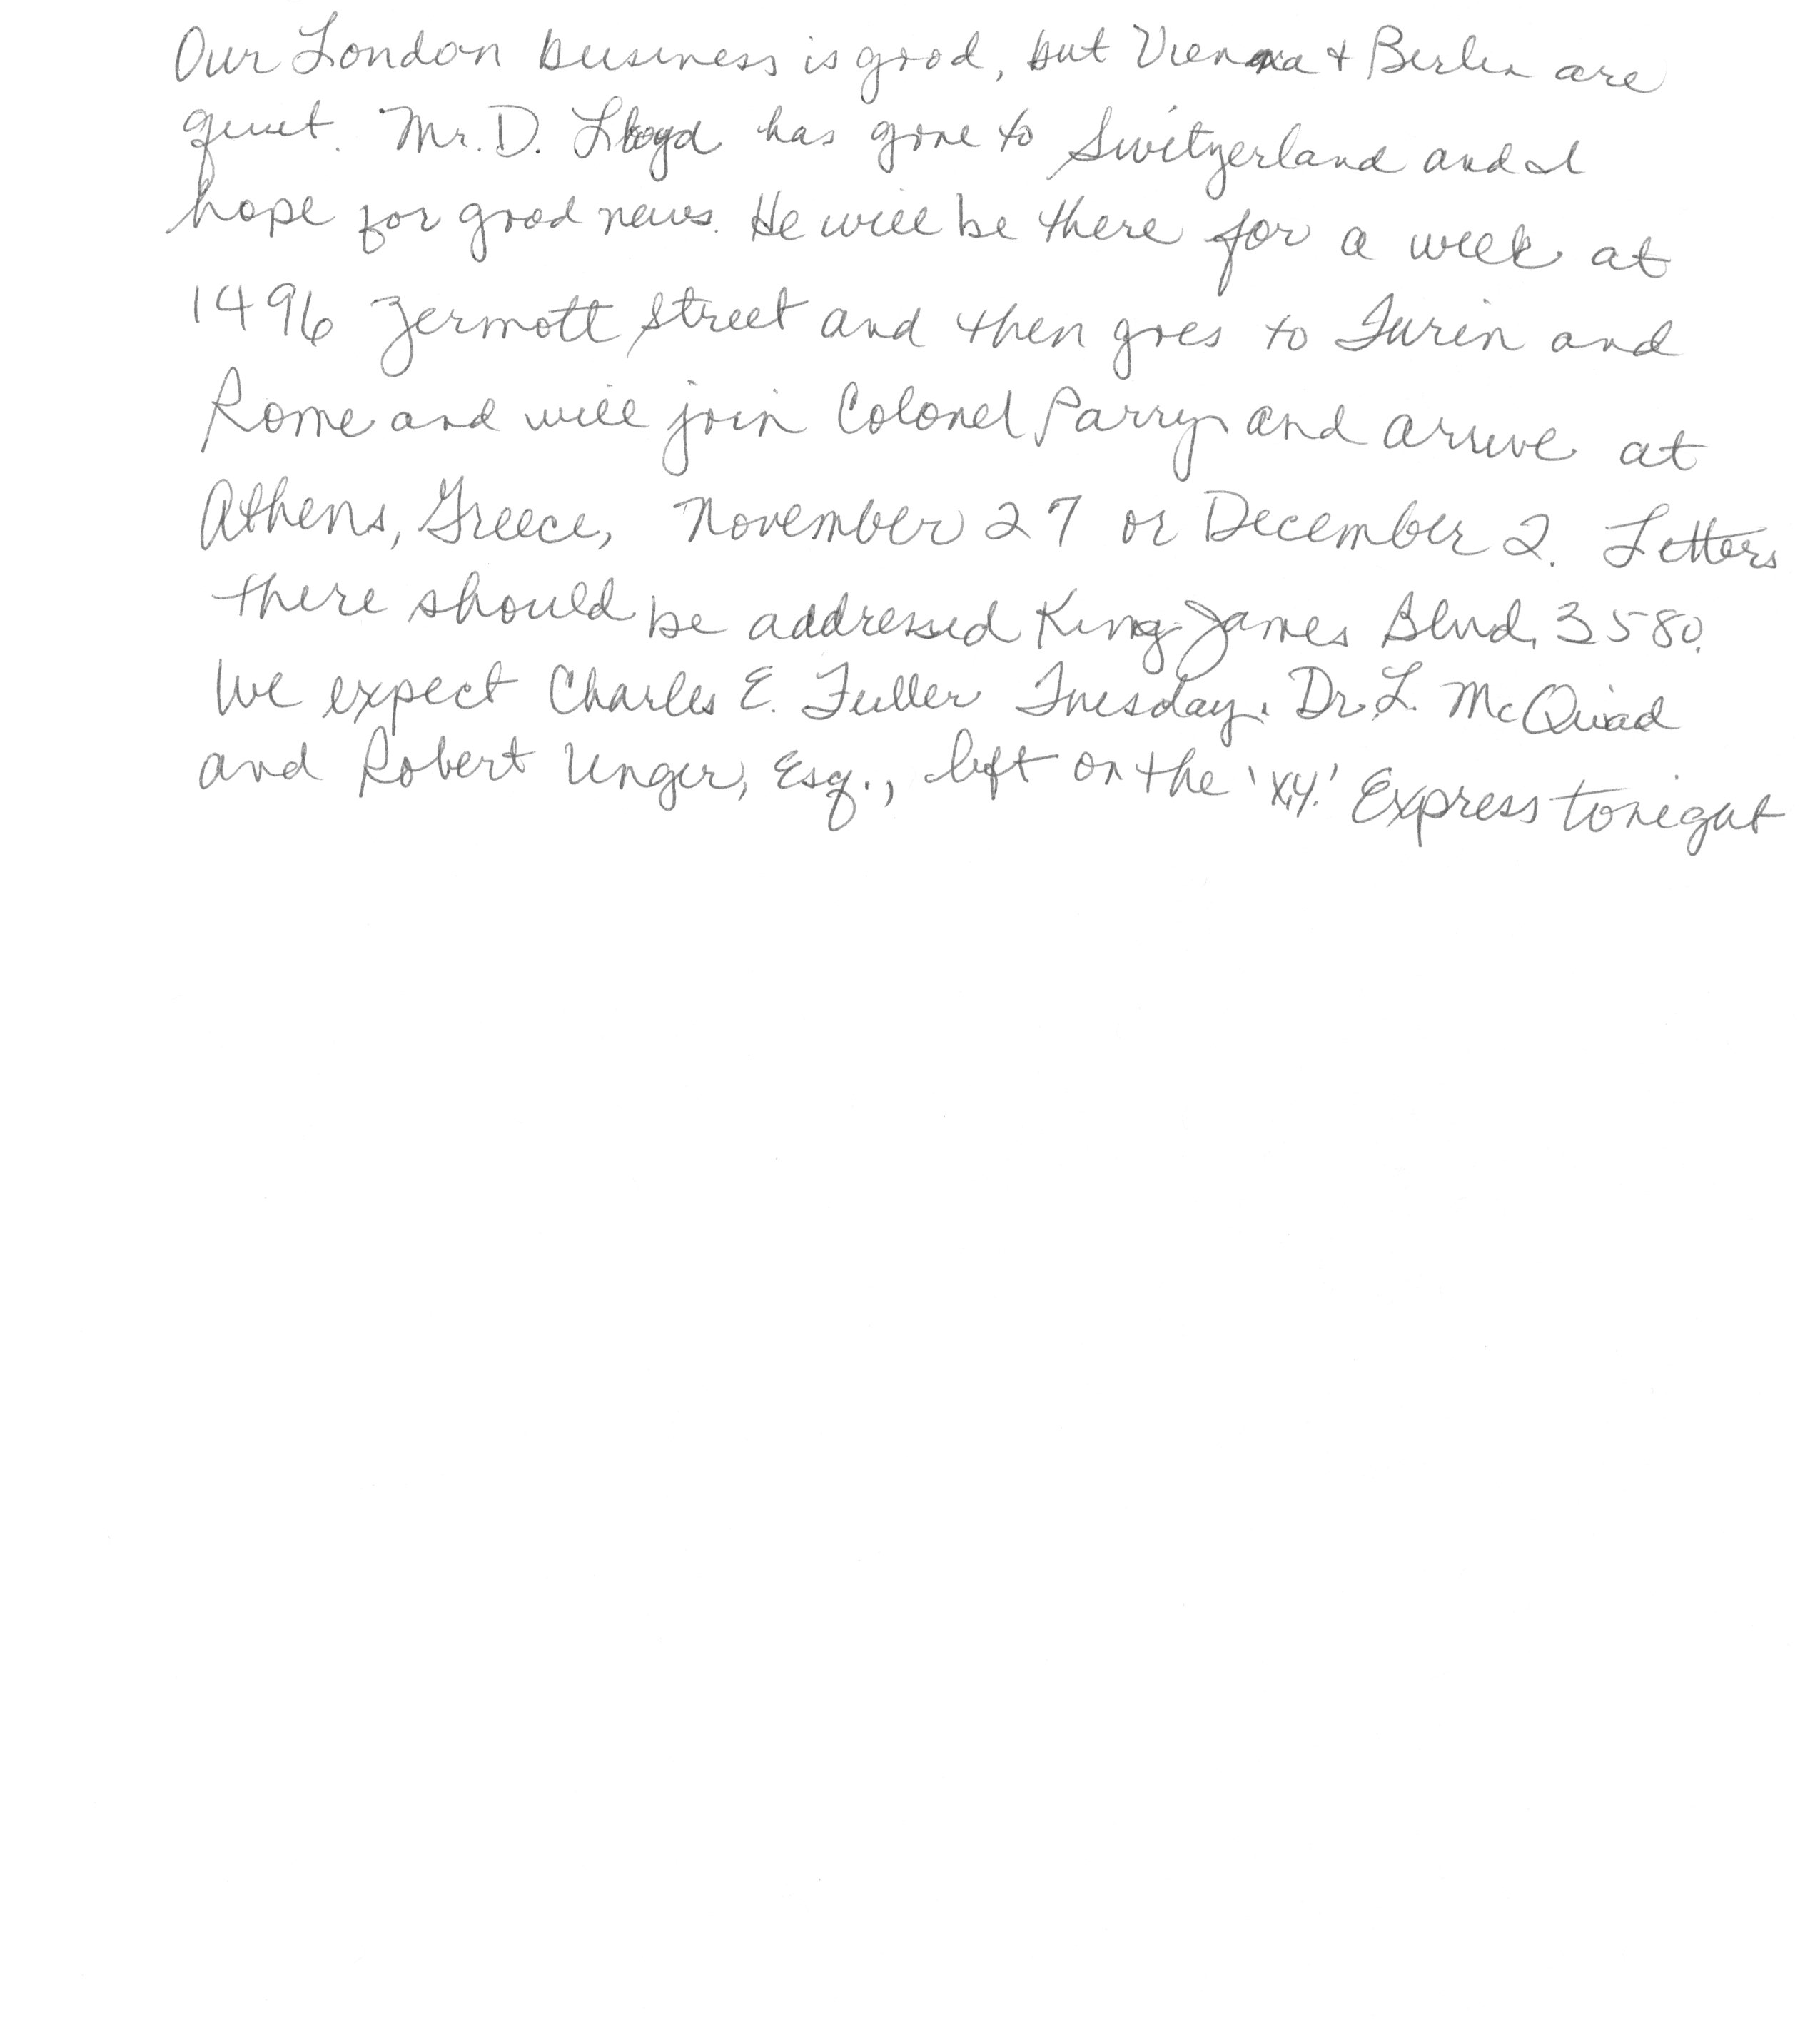 Our London business is good, but Vienna + Berlin are
quiet. Mr. D. Lloyd has gone to Switzerland and I
hope for good news. He will be there for a week at
1496 Zermott Street and then goes to Turin and
Rome and will join Colonel Parry and arrive at
Athens, Greece, November 27 or December 2. Letters
there should be addressed King James Blvd. 3580.
We expect Charles E. Fuller Tuesday. Dr. L. McQuaid
and Robert Unger, Esq., left on the 'X.Y.' Express tonight